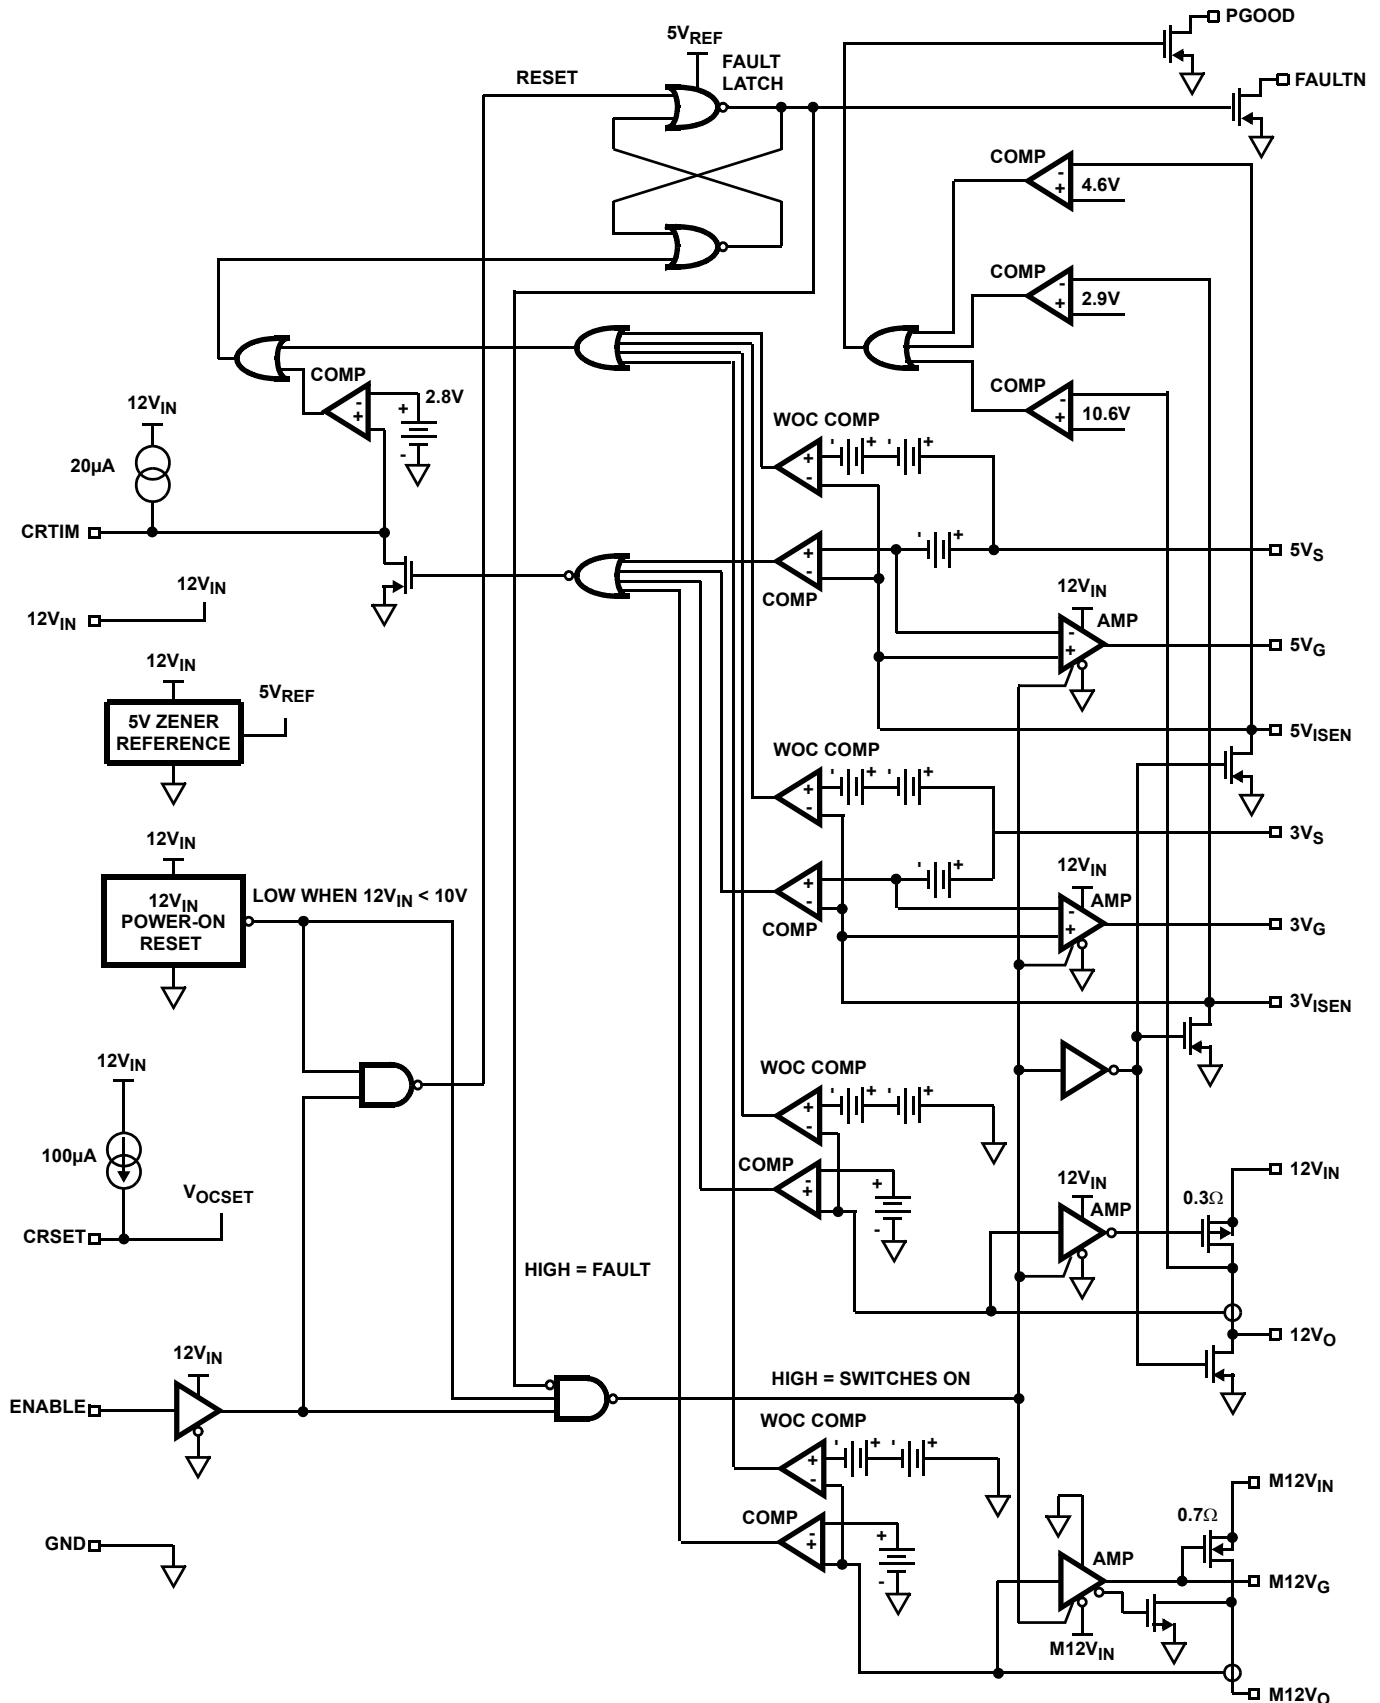 PGOOD
5VREF
FAULT
LATCH
RESET
FAULTN
COMP
-
+
4.6V
COMP
-
+
2.9V
COMP
-
+
10.6V
COMP
-
+
+
2.8V
-
12VIN
20µA
CRTIM
12VIN
12VIN
12VIN
5V ZENER
REFERENCE
5VREF
WOC COMP
+
-
+
+
+
-
COMP
+
5VS
12VIN
AMP
-
+
5VG
5VISEN
WOC COMP
+
-
+
+
3VS
+
-
COMP
+
12VIN
AMP
-
+
3VG
3VISEN
12VIN
12VIN
POWER-ON
RESET
LOW WHEN 12VIN < 10V
12VIN
100µA
VOCSET
CRSET
WOC COMP
+
-
+
+
COMP
-
+
+
-
12VIN
AMP
0.3Ω
12VIN
12VO
HIGH = FAULT
12VIN
ENABLE
HIGH = SWITCHES ON
WOC COMP
+
-
+
+
COMP
-
+
+
-
GND
AMP
M12VIN
0.7Ω
M12VIN
M12VG
M12VO